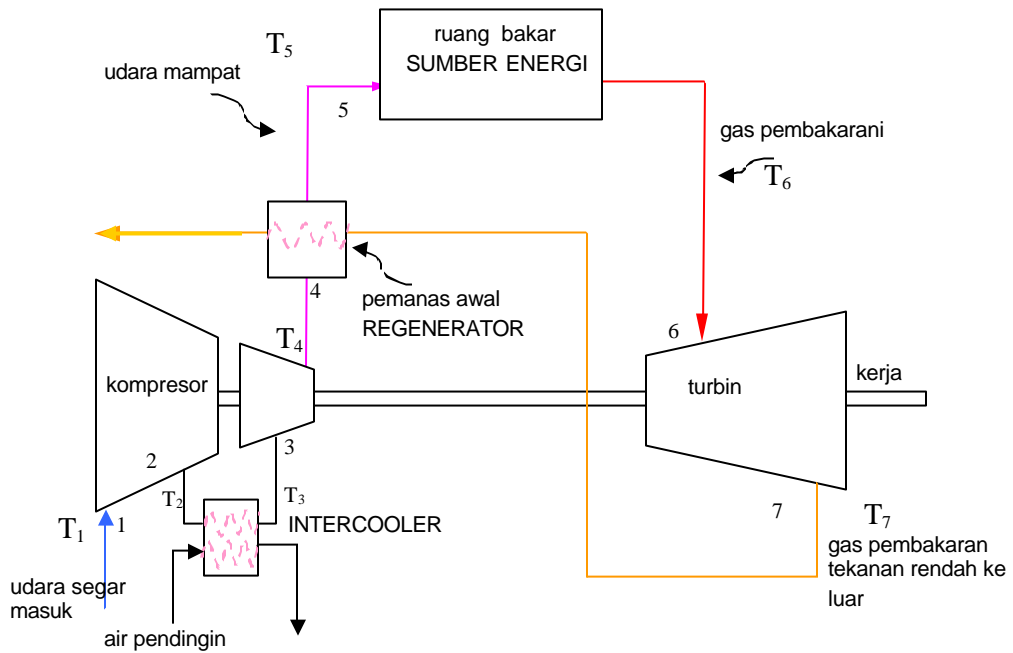 ruang bakar
SUMBER ENERGI
T5
udara mampat
5
gas pembakarani
T6
4
pemanas awal
REGENERATOR
T4
6
kompresor
turbin
kerja
3
2
T2
T3
7
T1
1
INTERCOOLER
T7
gas pembakaran
tekanan rendah ke
luar
udara segar
masuk
air pendingin